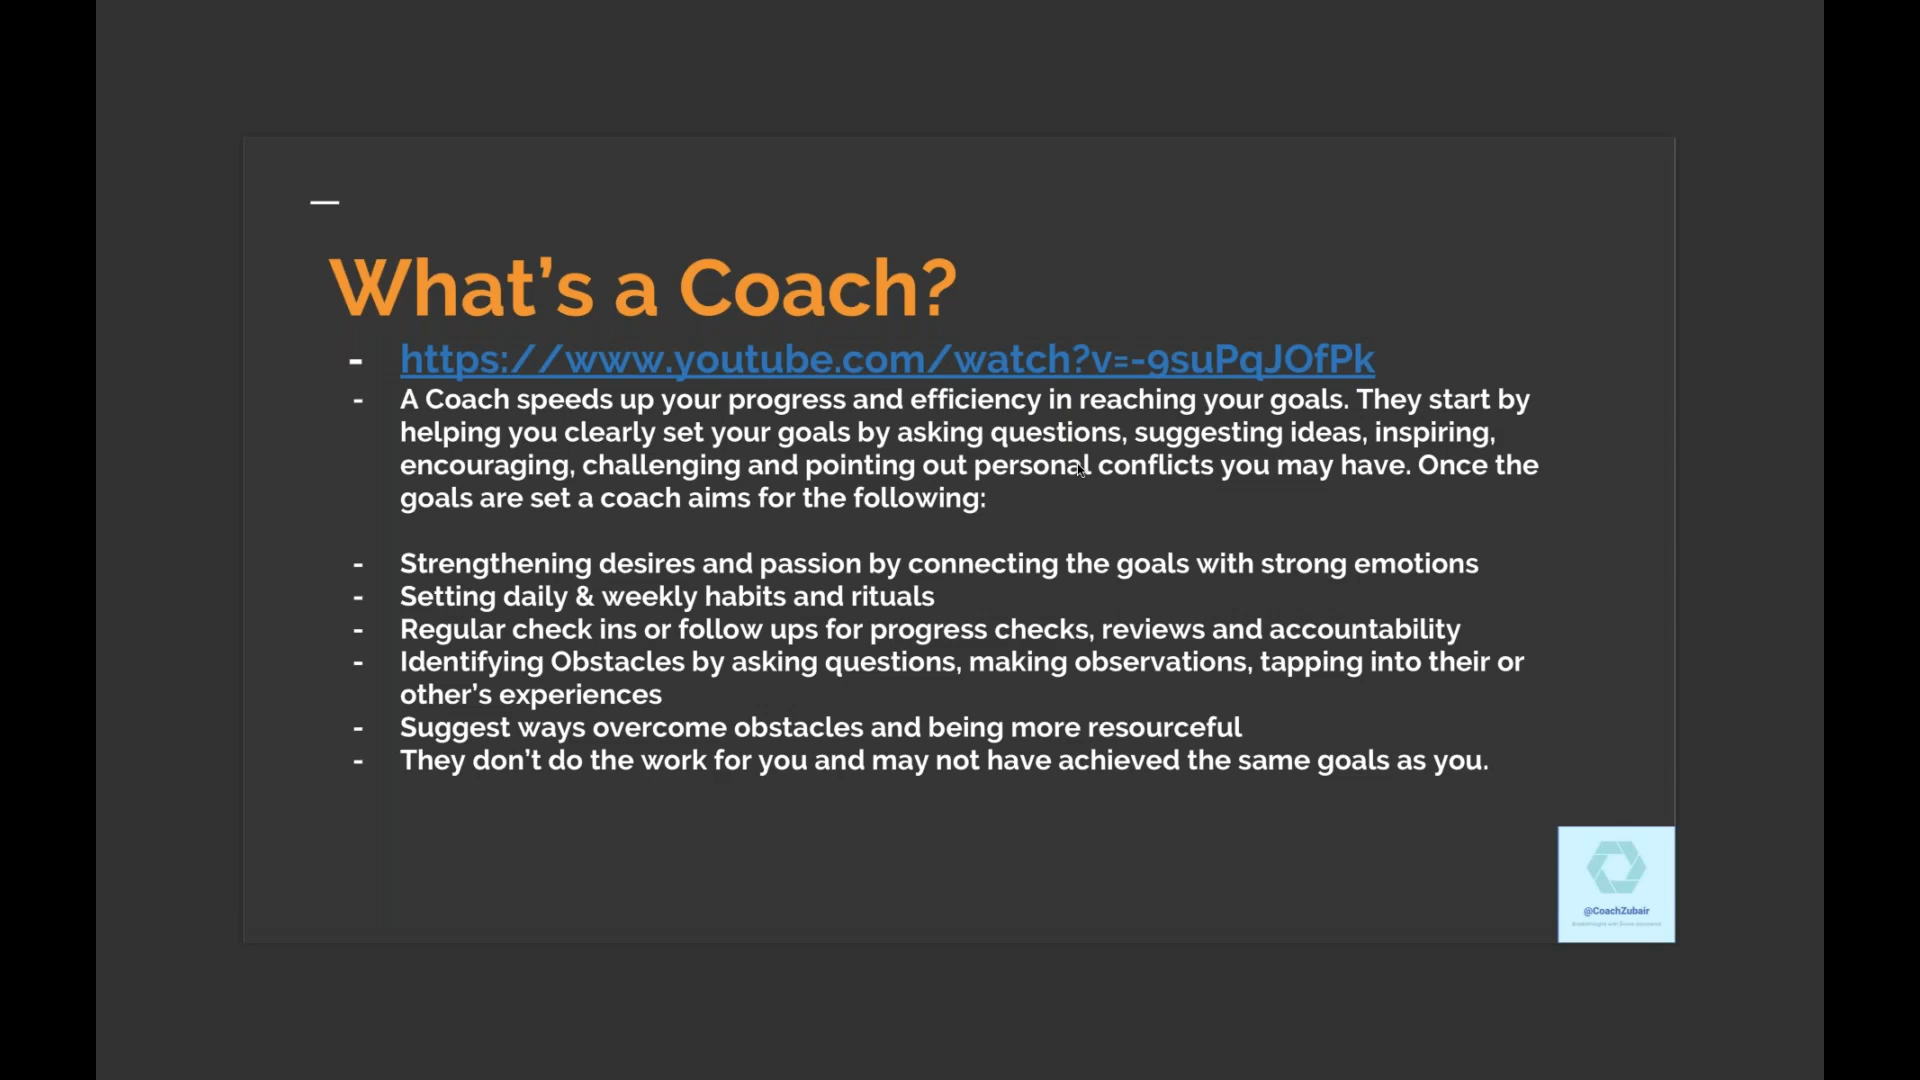 What's a Coach?
- https://www.youtube.com/watch?v=-9suPqJOfPk
- A Coach speeds up your progress and efficiency in reaching your goals. They start by
helping you clearly set your goals by asking questions, suggesting ideas, inspiring,
encouraging, challenging and pointing out personal conflicts you may have. Once the
goals are set a coach aims for the following:
- Strengthening desires and passion by connecting the goals with strong emotions
- Setting daily & weekly habits and rituals
- Regular check ins or follow ups for progress checks, reviews and accountability
- Identifying Obstacles by asking questions, making observations, tapping into their or
other's experiences
- Suggest ways overcome obstacles and being more resourceful
- They don't do the work for you and may not have achieved the same goals as you.
@CoachZubair